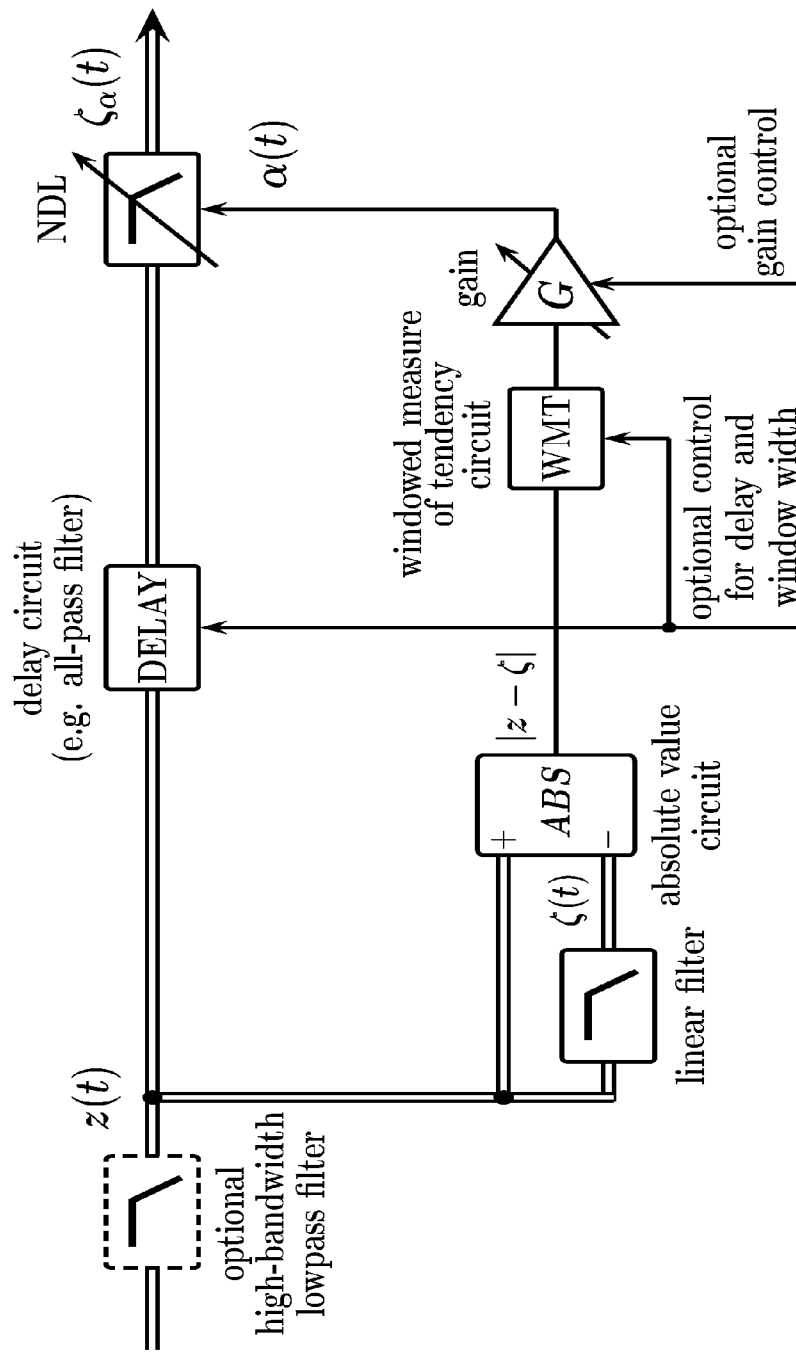 z(t)
optional
high-bandwidth
lowpass filter
delay circuit
(e.g. all-pass filter)
DELAY
NDL
ζα(t)
α(t)
ζ(t)
linear filter
+
−
ABS
absolute value
circuit
|z − ζ|
windowed measure
of tendency
circuit
WMT
gain
G
optional control
for delay and
window width
optional
gain control